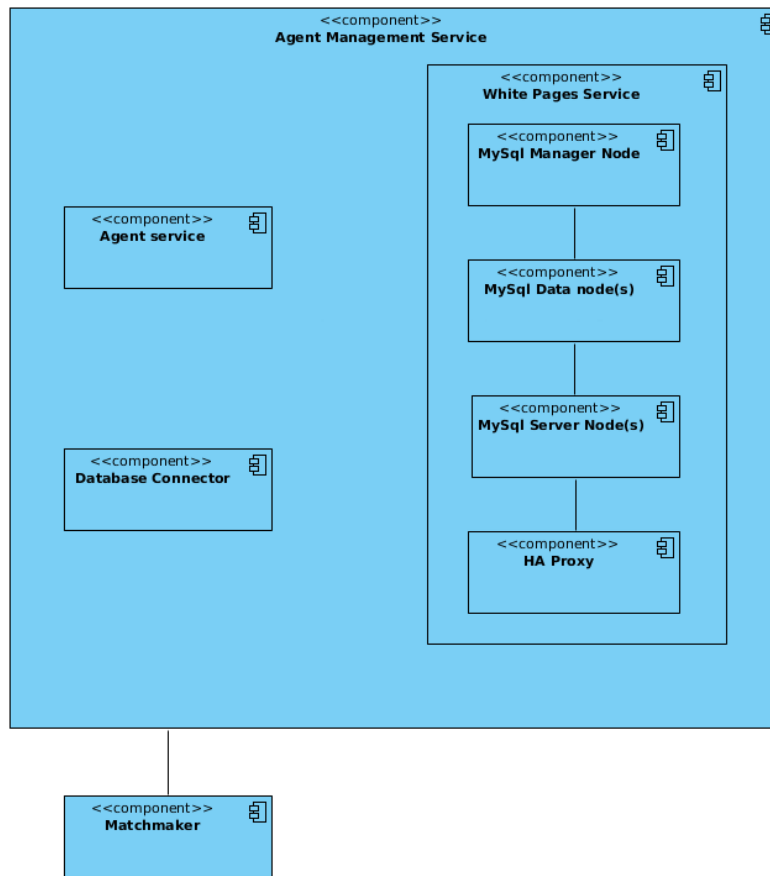 <<component>>
Agent Management Service
<<component>>
White Pages Service
<<component>>
MySql Manager Node
<<component>>
Agent service
<<component>>
MySql Data node(s)
<<component>>
MySql Server Node(s)
<<component>>
Database Connector
<<component>>
HA Proxy
<<component>>
Matchmaker